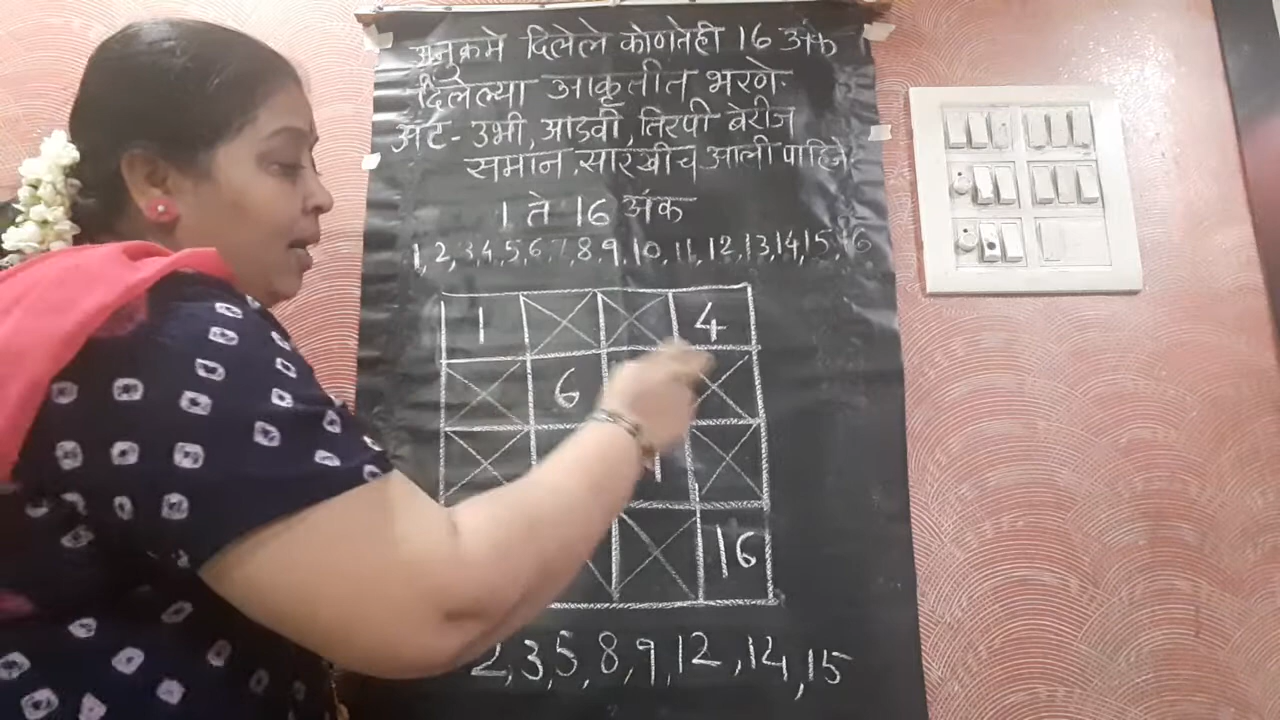 अनुक्रमे दिलेले कोणतेही 16 अंक
दिलेल्या आकृतीत भरणे.
अट - उभी, आडवी, तिरपी बेरीज
समान, सारखीच आली पाहिजे
1 ते 16 अंक
1, 2, 3, 4, 5, 6, 7, 8, 9, 10, 11, 12, 13, 14, 15, 16
1 4
6
1
16
2, 3, 5, 8, 9, 12, 14, 15